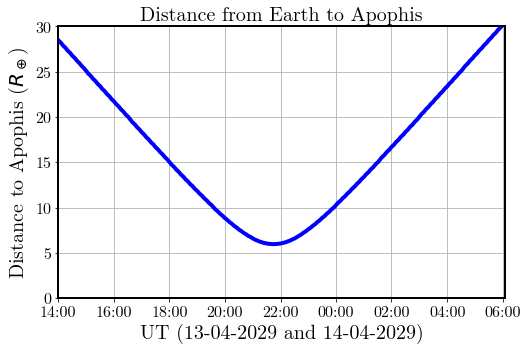 Distance from Earth to Apophis
Distance to Apophis (R⊕)
30
25
20
15
10
5
0
14:00 16:00 18:00 20:00 22:00 00:00 02:00 04:00 06:00
UT (13-04-2029 and 14-04-2029)